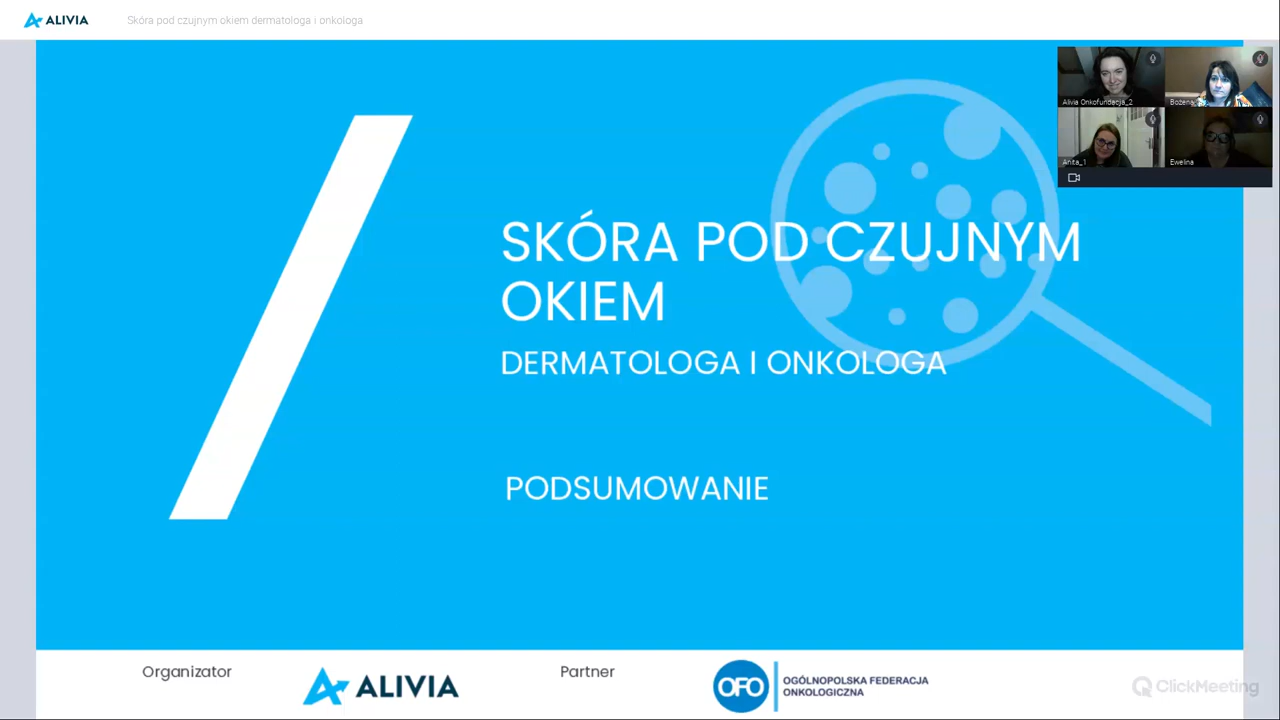 ALIVIA
Skóra pod czujnym okiem dermatologa i onkologa
Alivia Onkofundacja_2
Bożena
Anita_1
Ewelina
SKÓRA POD CZUJNYM
OKIEM
DERMATOLOGA I ONKOLOGA
PODSUMOWANIE
Organizator
ALIVIA
Partner
OFO
OGÓLNOPOLSKA FEDERACJA
ONKOLOGICZNA
ClickMeeting